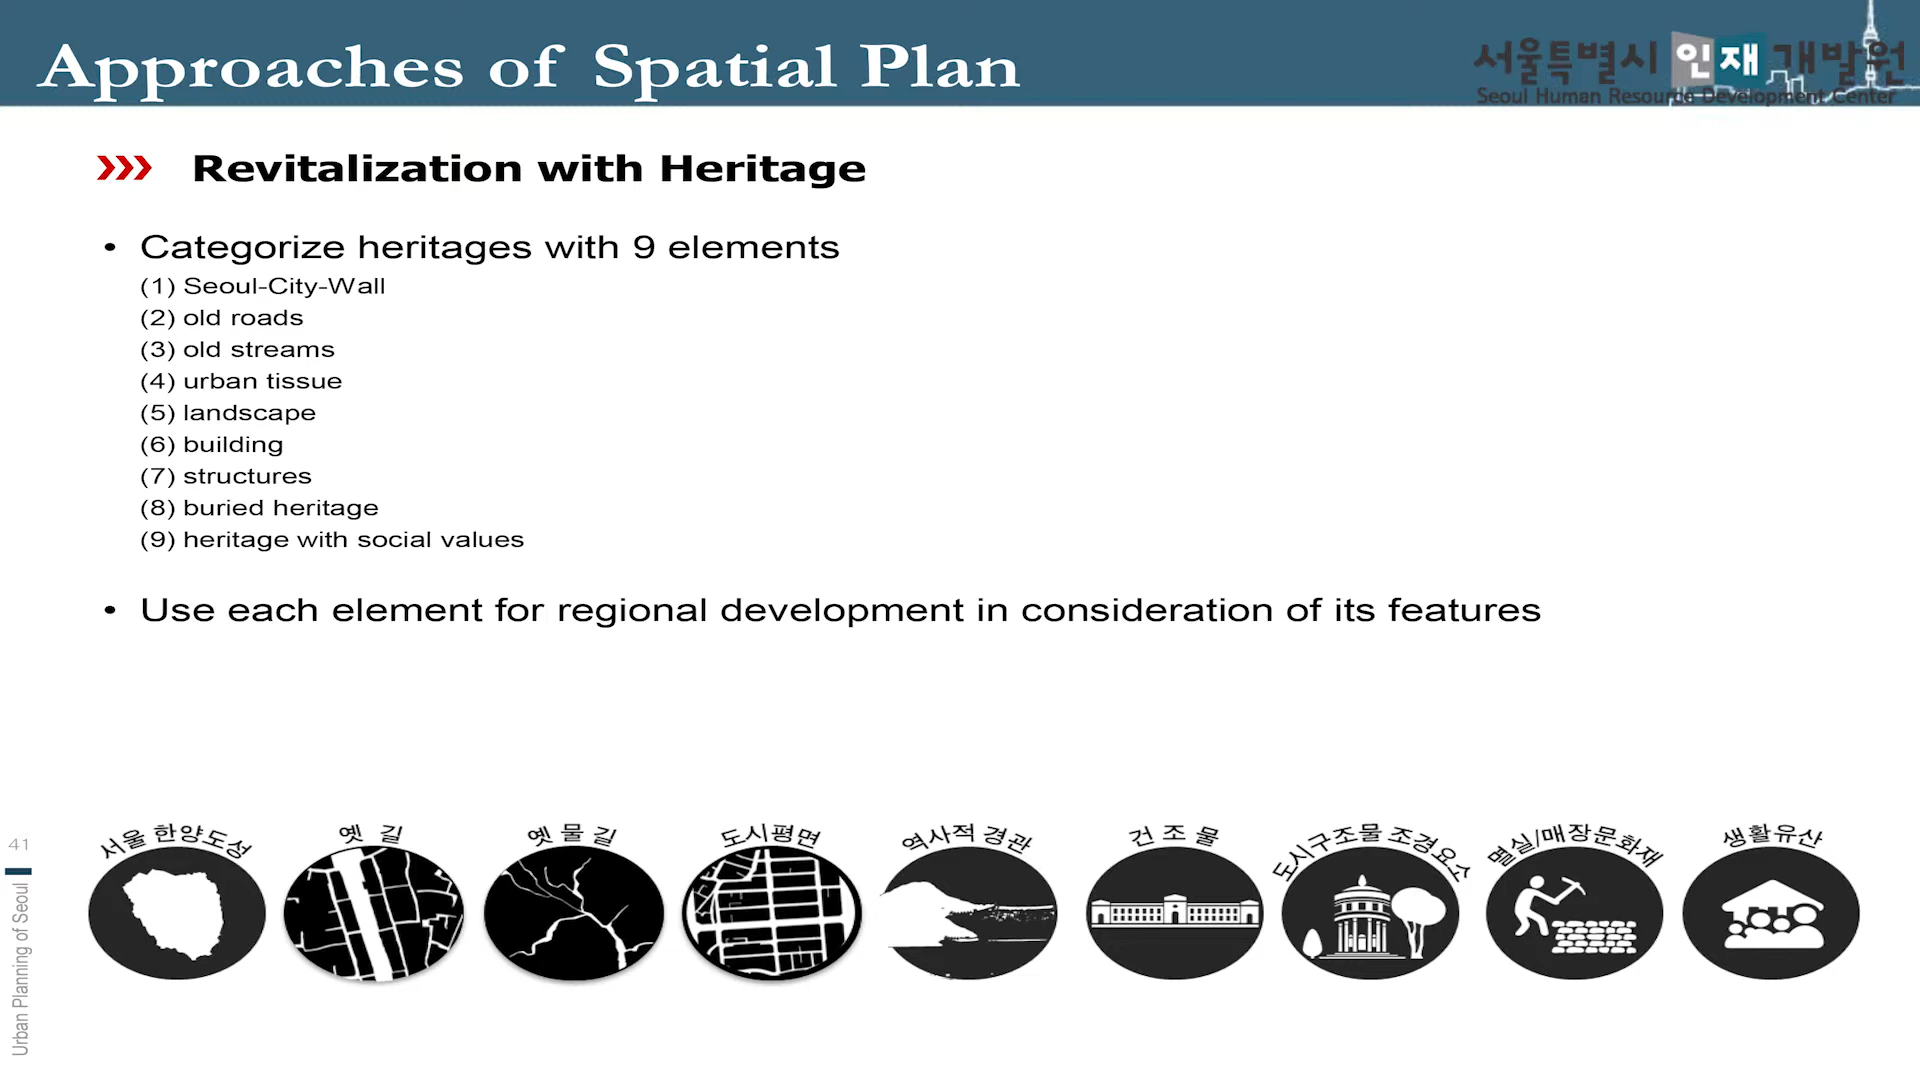 Approaches of Spatial Plan
서울특별시 인재개발원
Seoul Human Resource Development Center
Revitalization with Heritage
• Categorize heritages with 9 elements
(1) Seoul-City-Wall
(2) old roads
(3) old streams
(4) urban tissue
(5) landscape
(6) building
(7) structures
(8) buried heritage
(9) heritage with social values
• Use each element for regional development in consideration of its features
서울 한양도성
옛 길
옛 물 길
도시평면
역사적 경관
건 조 물
도시구조물 조경요소
멸실/매장문화재
생활유산
41
Urban Planning of Seoul